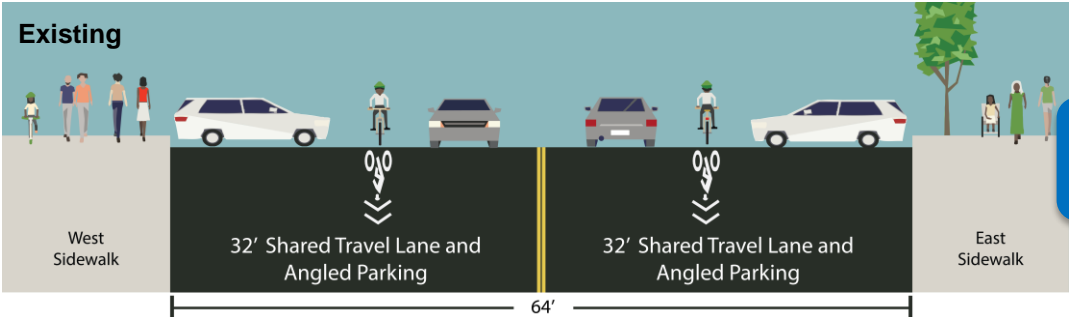 Existing
West
Sidewalk
32’ Shared Travel Lane and
Angled Parking
32’ Shared Travel Lane and
Angled Parking
East
Sidewalk
64’